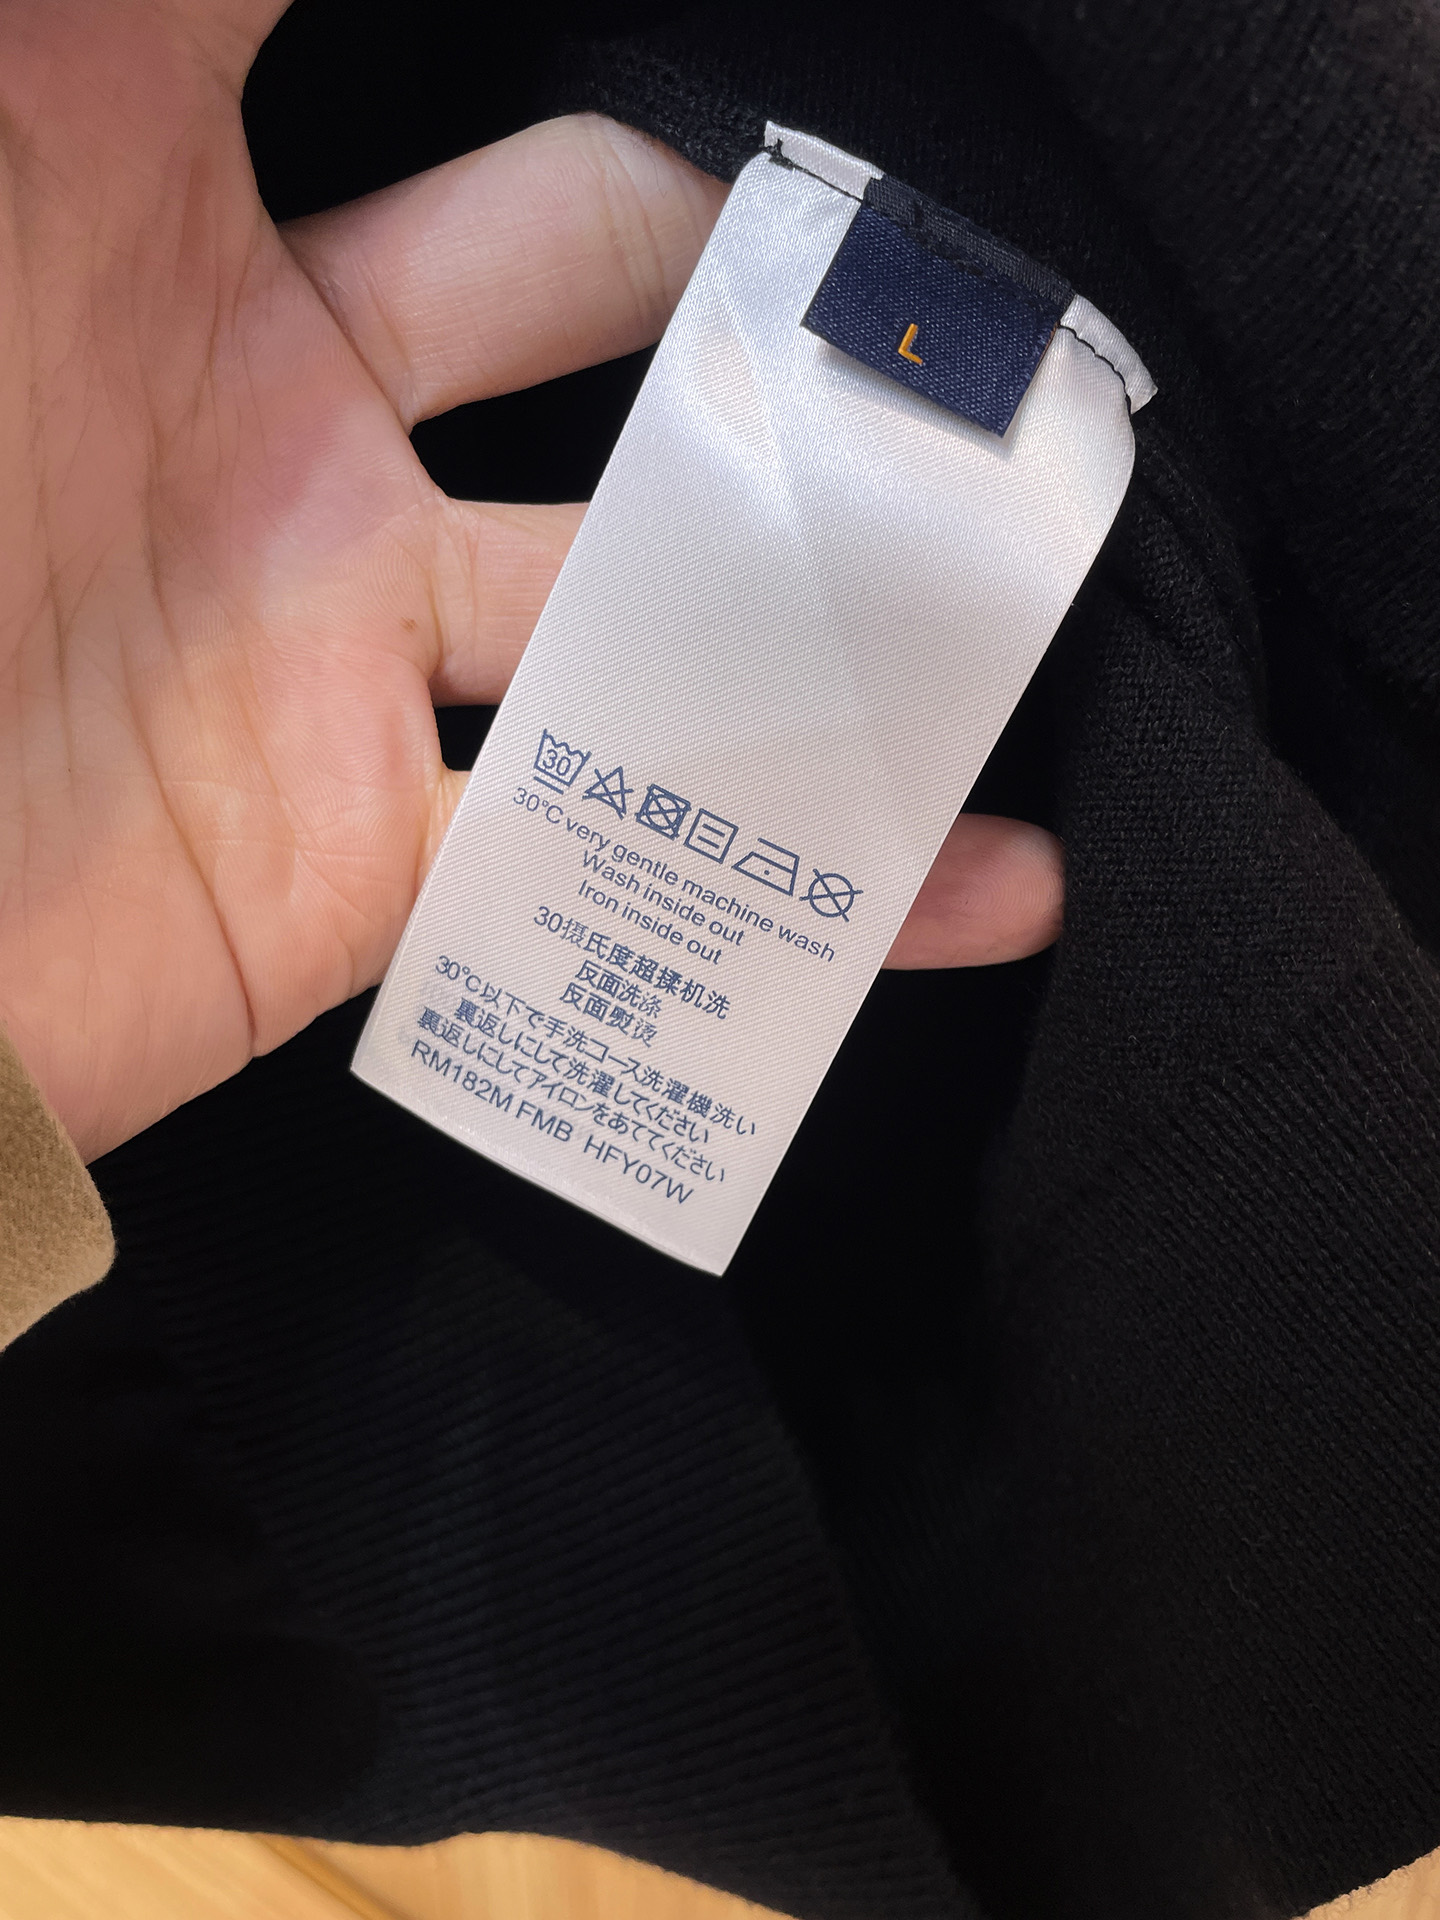 L
30
30°C very gentle machine wash
Wash inside out
Iron inside out
30摄氏度超揉机洗
反面洗涤
反面熨烫
30°C以下で手洗コース洗濯機洗い
裏返しにして洗濯してください
裏返しにしてアイロンをあててください
RM182M FMB HFY07W